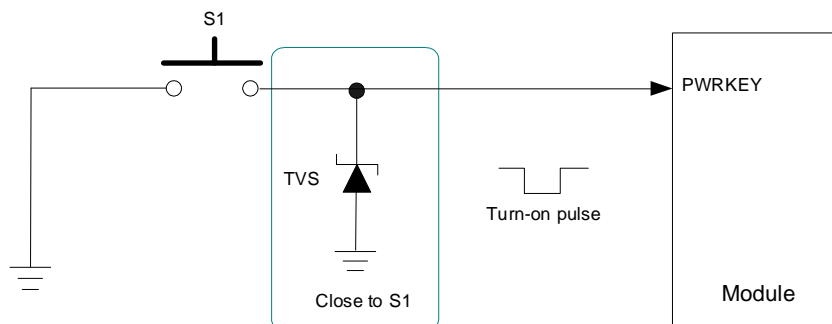 S1
PWRKEY
TVS
Turn-on pulse
Close to S1
Module